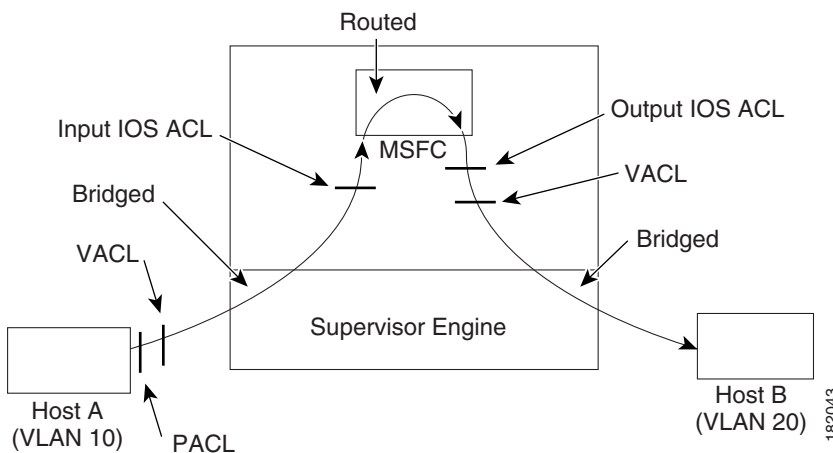 Routed
Input IOS ACL
Output IOS ACL
MSFC
VACL
Bridged
Bridged
VACL
Supervisor Engine
Host A
(VLAN 10)
PACL
Host B
(VLAN 20)
182043